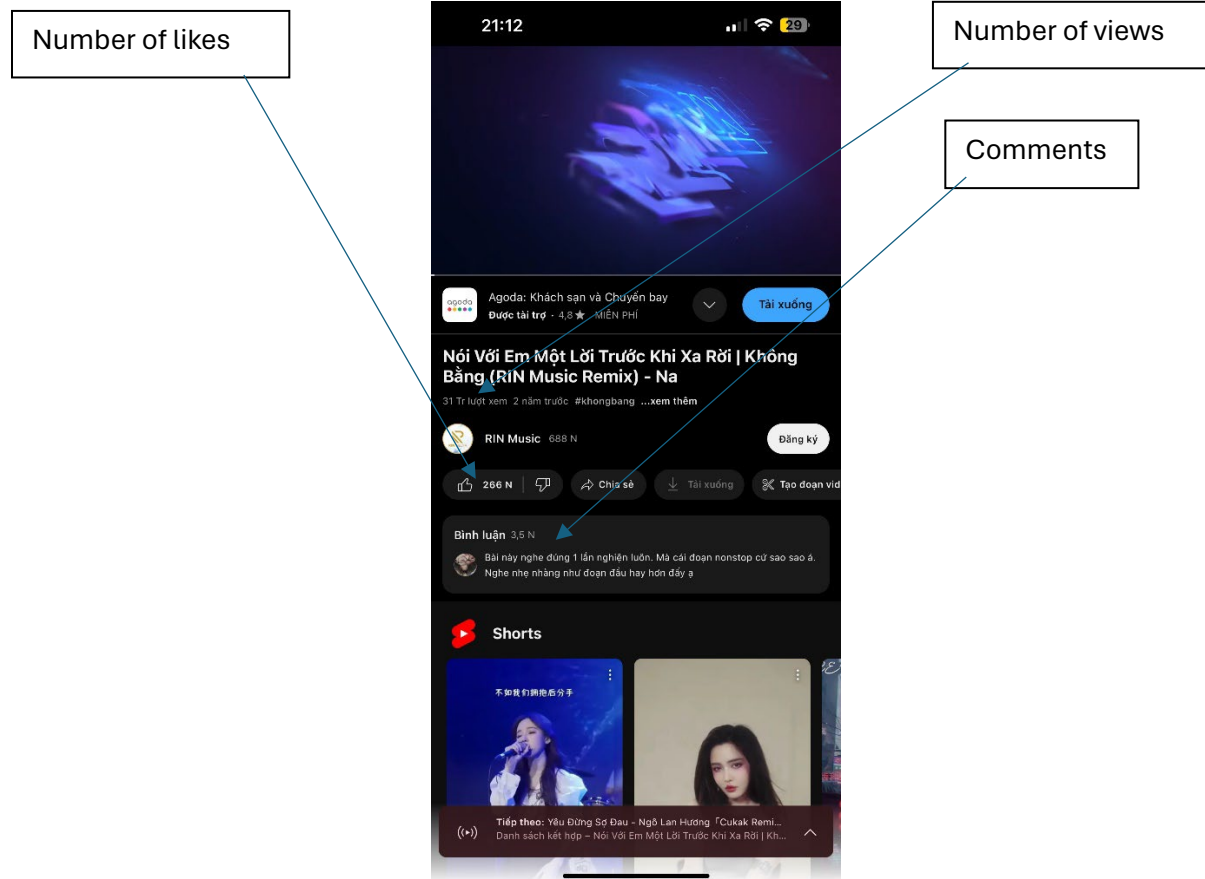 Number of likes
Number of views
Comments
21:12
29
agoda
Agoda: Khách sạn và Chuyến bay
Được tài trợ · 4,8 ★ MIỄN PHÍ
Tải xuống
Nói Với Em Một Lời Trước Khi Xa Rời | Không
Bằng (RIN Music Remix) - Na
31 Tr lượt xem 2 năm trước #khongbang ...xem thêm
RIN Music 688 N
Đăng ký
266 N
Chia sẻ
Tải xuống
Tạo đoạn vid
Bình luận 3,5 N
Bài này nghe đúng 1 lần nghiện luôn. Mà cái đoạn nonstop cứ sao sao á.
Nghe nhẹ nhàng như đoạn đầu hay hơn đấy ạ
Shorts
不如我们拥抱后分手
Tiếp theo: Yêu Đừng Sợ Đau - Ngô Lan Hương「Cukak Remi...
Danh sách kết hợp – Nói Với Em Một Lời Trước Khi Xa Rời | Kh...